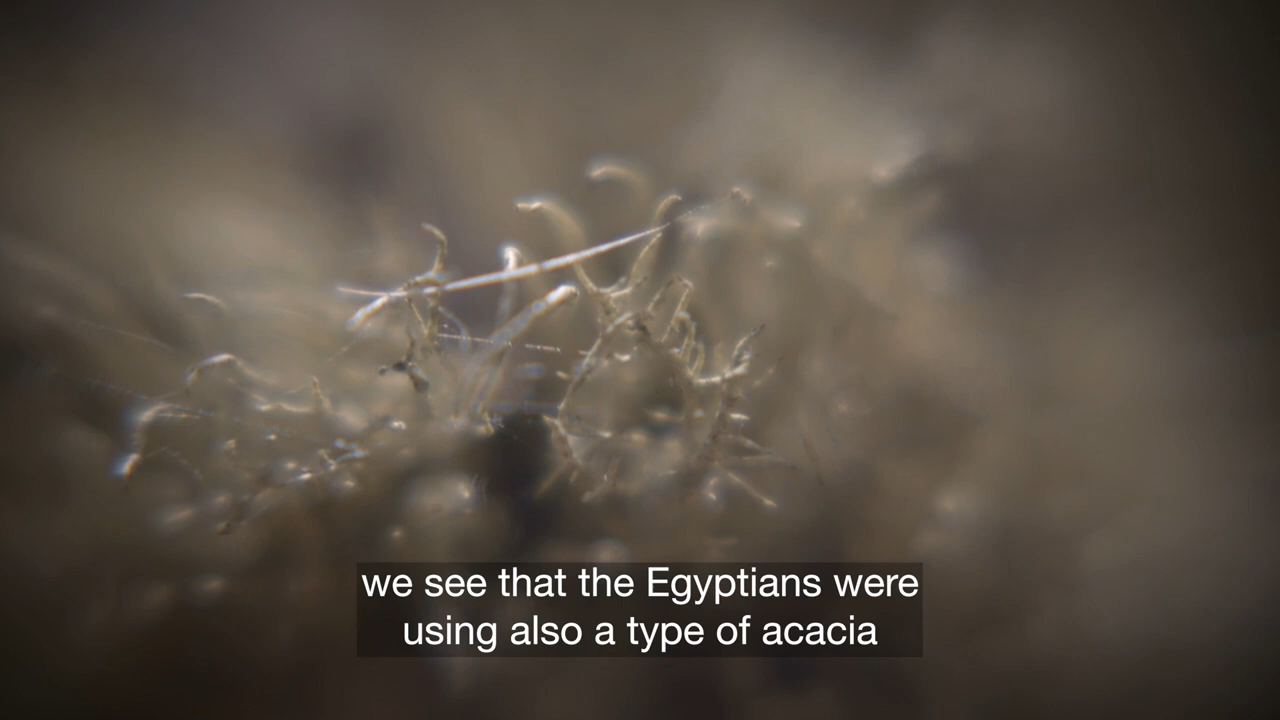 we see that the Egyptians were
using also a type of acacia